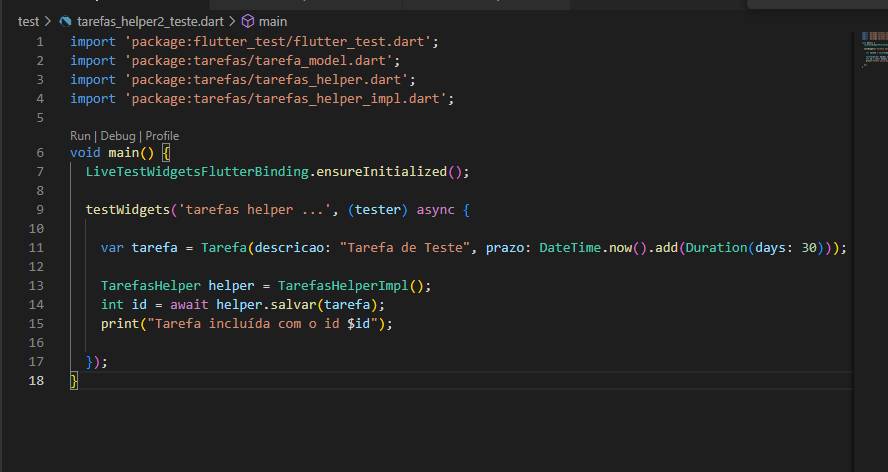 test > tarefas_helper2_teste.dart > main
1 import 'package:flutter_test/flutter_test.dart';
2 import 'package:tarefas/tarefa_model.dart';
3 import 'package:tarefas/tarefas_helper.dart';
4 import 'package:tarefas/tarefas_helper_impl.dart';
5
Run | Debug | Profile
6 void main() {
7 LiveTestWidgetsFlutterBinding.ensureInitialized();
8
9 testWidgets('tarefas helper ...', (tester) async {
10
11 var tarefa = Tarefa(descricao: "Tarefa de Teste", prazo: DateTime.now().add(Duration(days: 30)));
12
13 TarefasHelper helper = TarefasHelperImpl();
14 int id = await helper.salvar(tarefa);
15 print("Tarefa incluída com o id $id");
16
17 });
18 }